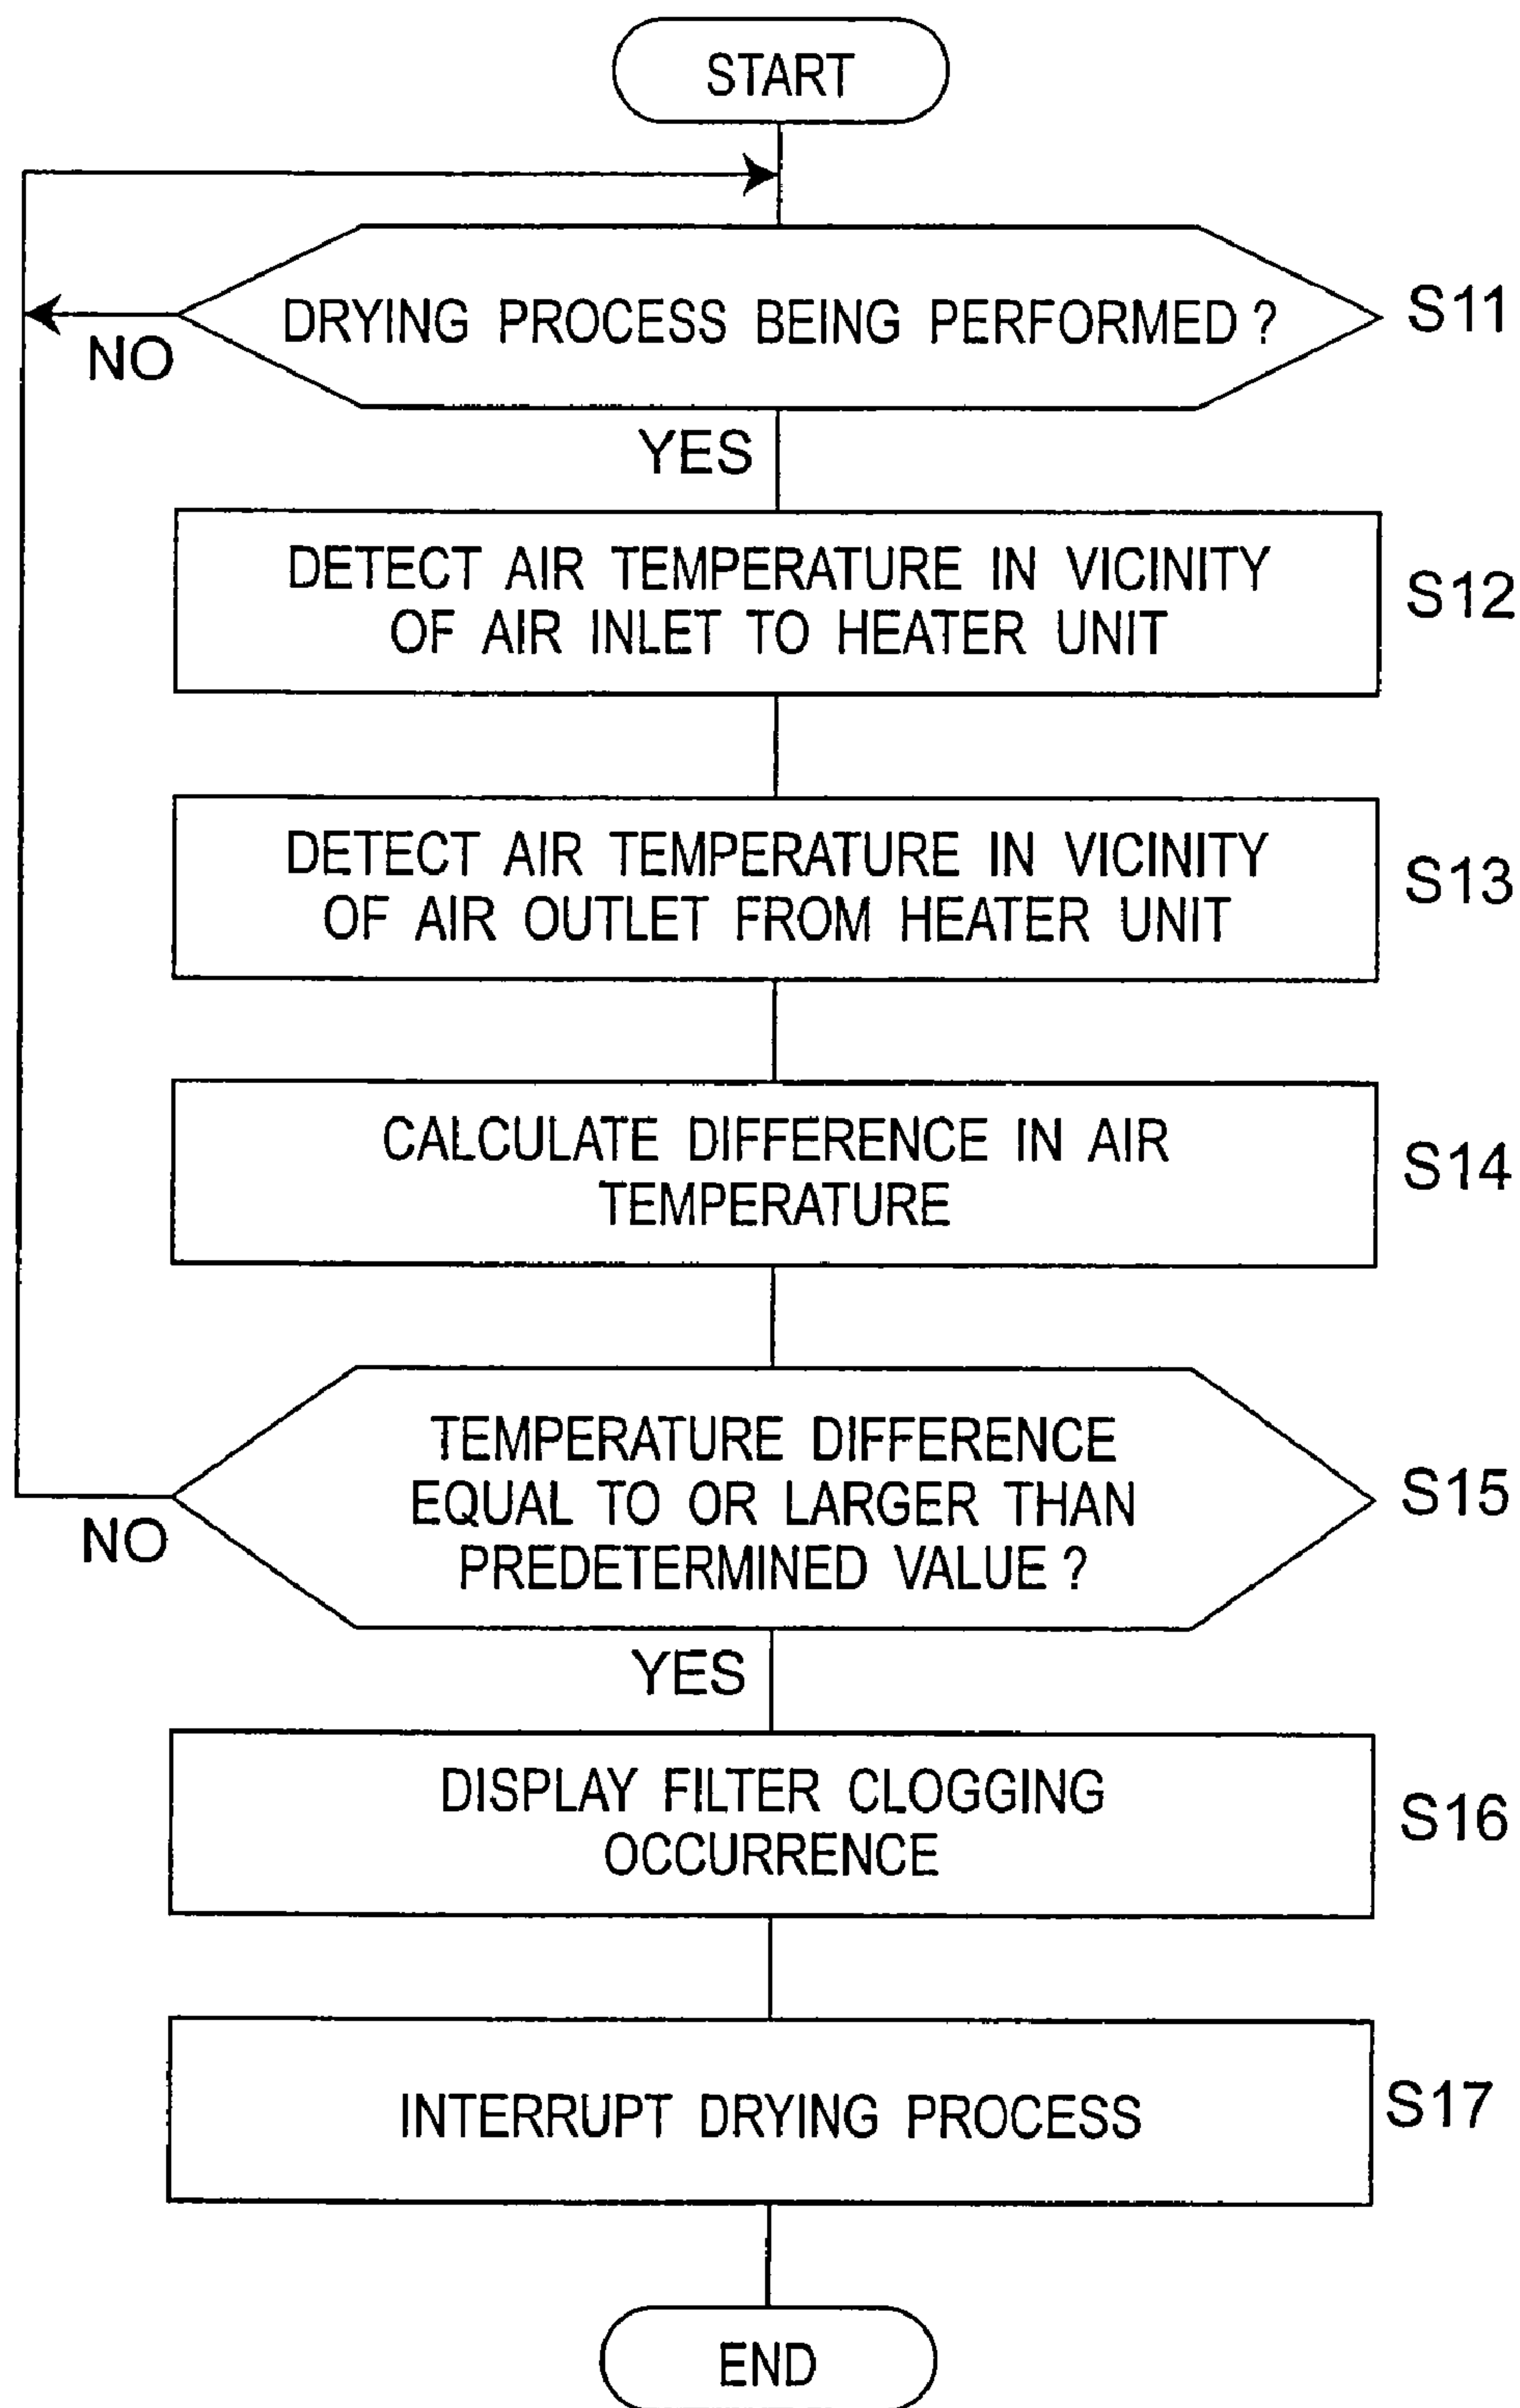 START
DRYING PROCESS BEING PERFORMED ?
S11
NO
YES
DETECT AIR TEMPERATURE IN VICINITY
OF AIR INLET TO HEATER UNIT
S12
DETECT AIR TEMPERATURE IN VICINITY
OF AIR OUTLET FROM HEATER UNIT
S13
CALCULATE DIFFERENCE IN AIR
TEMPERATURE
S14
TEMPERATURE DIFFERENCE
EQUAL TO OR LARGER THAN
PREDETERMINED VALUE ?
S15
NO
YES
DISPLAY FILTER CLOGGING
OCCURRENCE
S16
INTERRUPT DRYING PROCESS
S17
END